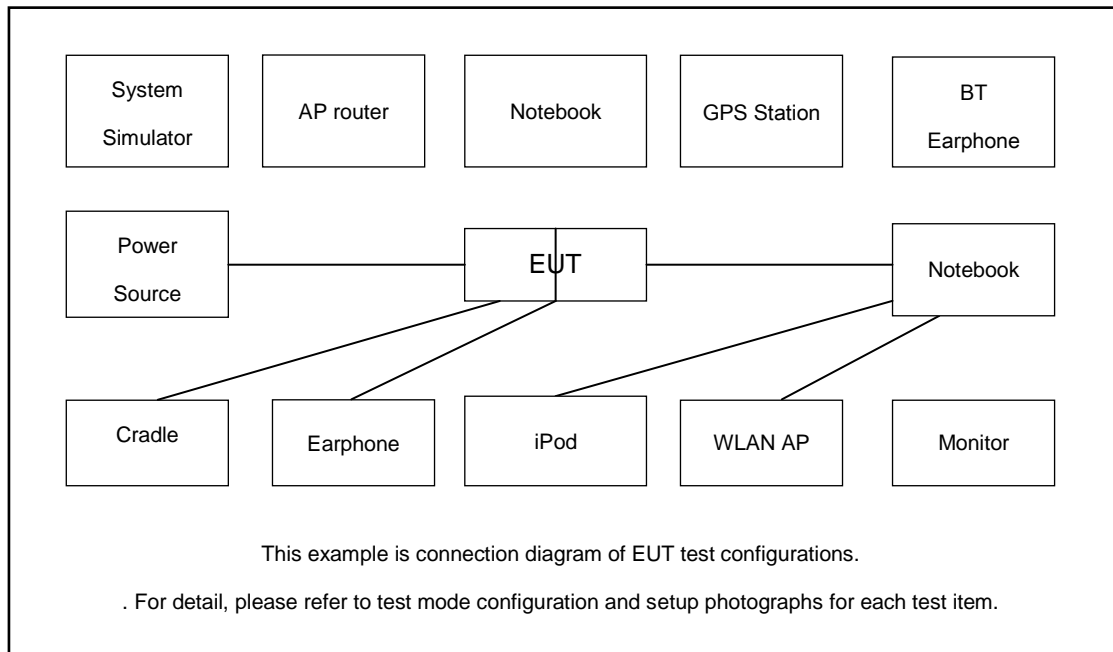 System
Simulator
AP router
Notebook
GPS Station
BT
Earphone
Power
Source
EUT
Notebook
Cradle
Earphone
iPod
WLAN AP
Monitor
This example is connection diagram of EUT test configurations.
. For detail, please refer to test mode configuration and setup photographs for each test item.